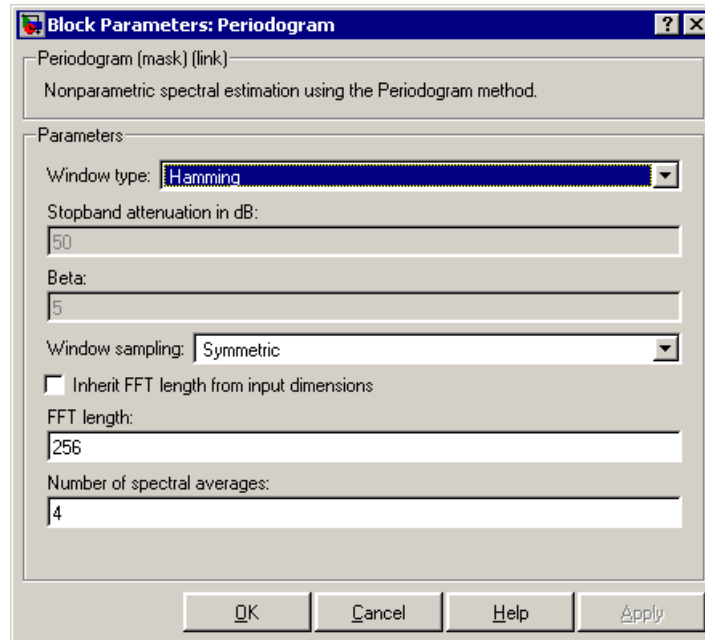 Block Parameters: Periodogram
Periodogram (mask) (link)
Nonparametric spectral estimation using the Periodogram method.
Parameters
Window type: Hamming
Stopband attenuation in dB:
50
Beta:
5
Window sampling: Symmetric
Inherit FFT length from input dimensions
FFT length:
256
Number of spectral averages:
4
OK Cancel Help Apply